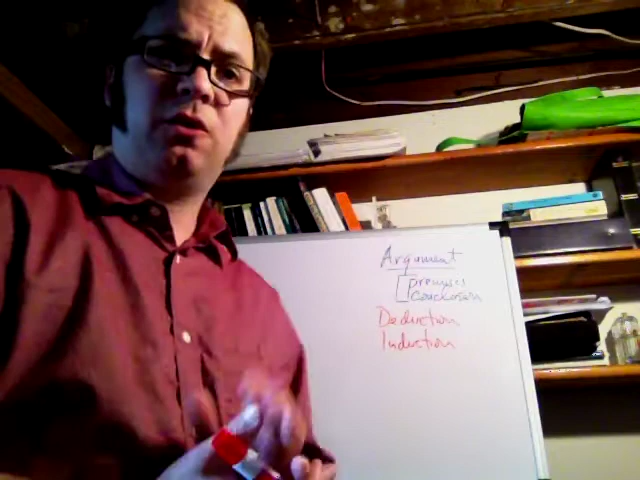 Argument
premises
conclusion
Deduction
Induction